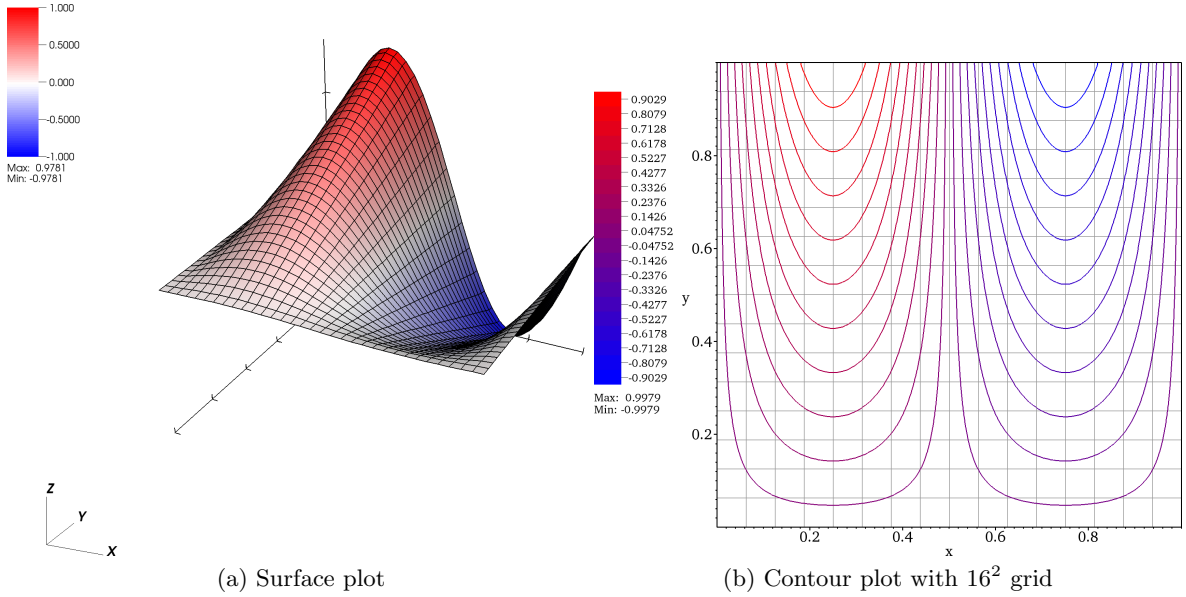 1.000
0.5000
0.000
-0.5000
-1.000
Max: 0.9781
Min: -0.9781
Z
Y
X
0.9029
0.8079
0.7128
0.6178
0.5227
0.4277
0.3326
0.2376
0.1426
0.04752
-0.04752
-0.1426
-0.2376
-0.3326
-0.4277
-0.5227
-0.6178
-0.7128
-0.8079
-0.9029
Max: 0.9979
Min: -0.9979
0.8
0.6
y
0.4
0.2
0.2 0.4 0.6 0.8
x
(a) Surface plot
(b) Contour plot with 16² grid